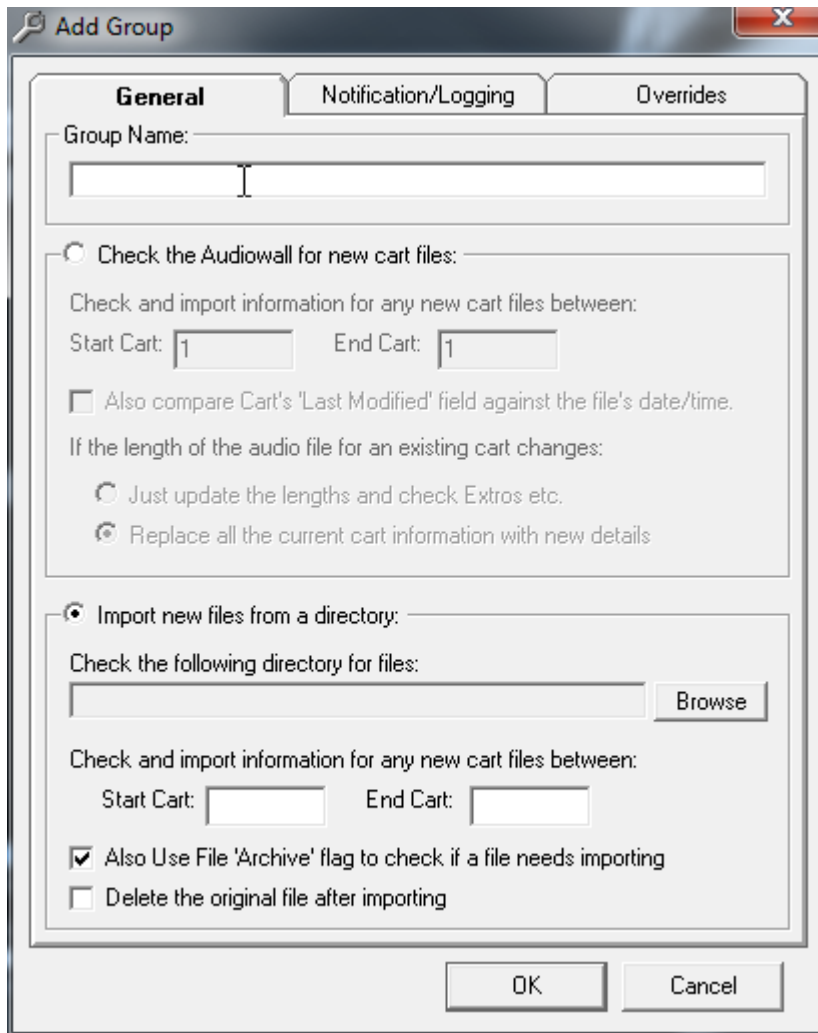 Add Group
General
Notification/Logging
Overrides
Group Name:
Check the Audiowall for new cart files:
Check and import information for any new cart files between:
Start Cart: 1 End Cart: 1
Also compare Cart's 'Last Modified' field against the file's date/time.
If the length of the audio file for an existing cart changes:
Just update the lengths and check Extros etc.
Replace all the current cart information with new details
Import new files from a directory:
Check the following directory for files:
Browse
Check and import information for any new cart files between:
Start Cart: End Cart:
Also Use File 'Archive' flag to check if a file needs importing
Delete the original file after importing
OK Cancel